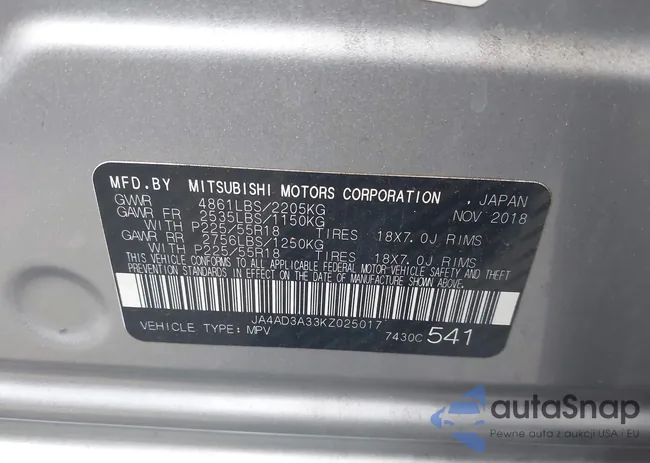 MFD.BY MITSUBISHI MOTORS CORPORATION , JAPAN
GVWR 4861LBS/2205KG NOV 2018
GAWR FR 2535LBS/1150KG
WITH P225/55R18 TIRES 18X7.0J RIMS
GAWR RR 2756LBS/1250KG
WITH P225/55R18 TIRES 18X7.0J RIMS
THIS VEHICLE CONFORMS TO ALL APPLICABLE FEDERAL MOTOR-VEHICLE SAFETY AND THEFT
PREVENTION STANDARDS IN EFFECT ON THE DATE OF MANUFACTURE SHOWN ABOVE.
JA4AD3A33KZ025017
VEHICLE TYPE: MPV 7430C 541
autaSnap
Pewne auta z aukcji USA i EU